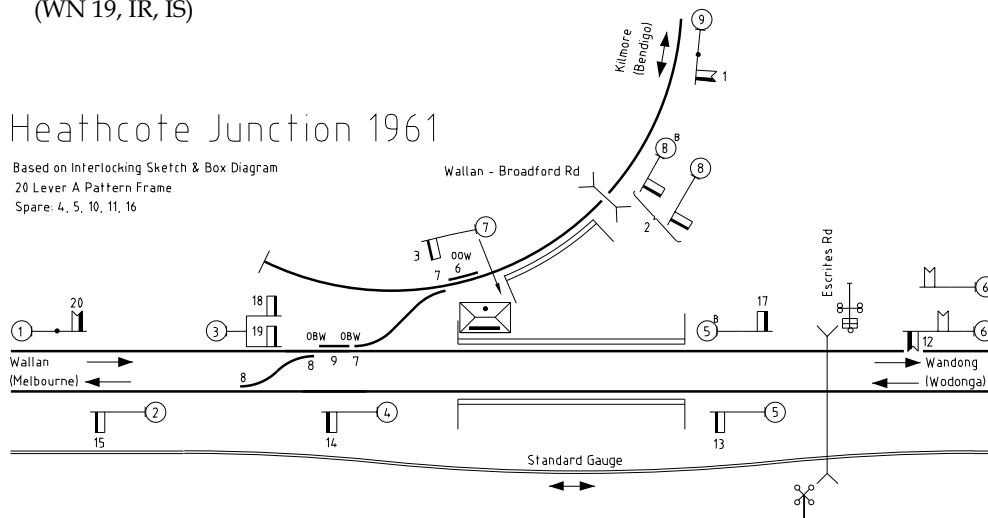 (WN 19, IR, IS)
Heathcote Junction 1961
Based on Interlocking Sketch & Box Diagram
20 Lever A Pattern Frame
Spare: 4, 5, 10, 11, 16
Kilmore
(Bendigo)
9
1
Wallan - Broadford Rd
8 B
8
2
7
3
OOW
7 6
Escrites Rd
6
20
18
17
1
3
19
OBW OBW
5 B
6
12
8 9 7
Wallan
(Melbourne)
8
Wandong
(Wodonga)
2
4
5
15
14
13
Standard Gauge